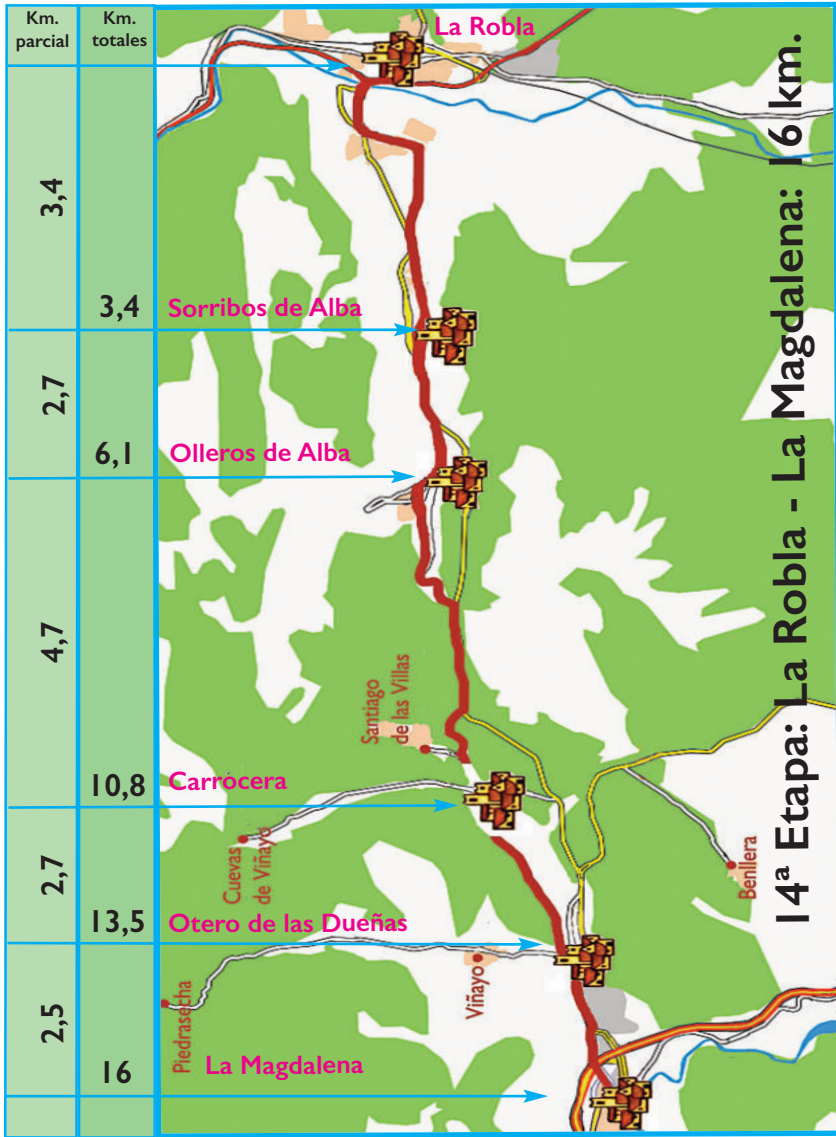 Km.
parcial
Km.
totales
La Robla
3,4
3,4
Sorribos de Alba
2,7
6,1
Olleros de Alba
4,7
Santiago
de las Villas
10,8
Carrocera
Cuevas
de Viñayo
2,7
Benllera
13,5
Otero de las Dueñas
Viñayo
Piedrasecha
2,5
16
La Magdalena
14ª Etapa: La Robla - La Magdalena: 16 km.